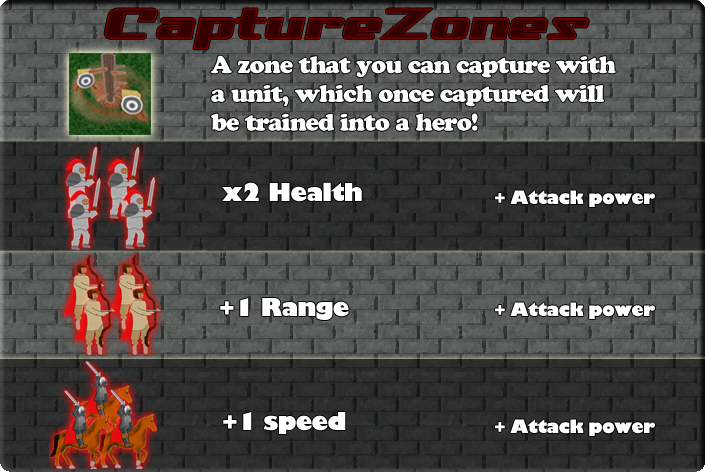 CaptureZones
A zone that you can capture with
a unit, which once captured will
be trained into a hero!
x2 Health
+ Attack power
+1 Range
+ Attack power
+1 speed
+ Attack power